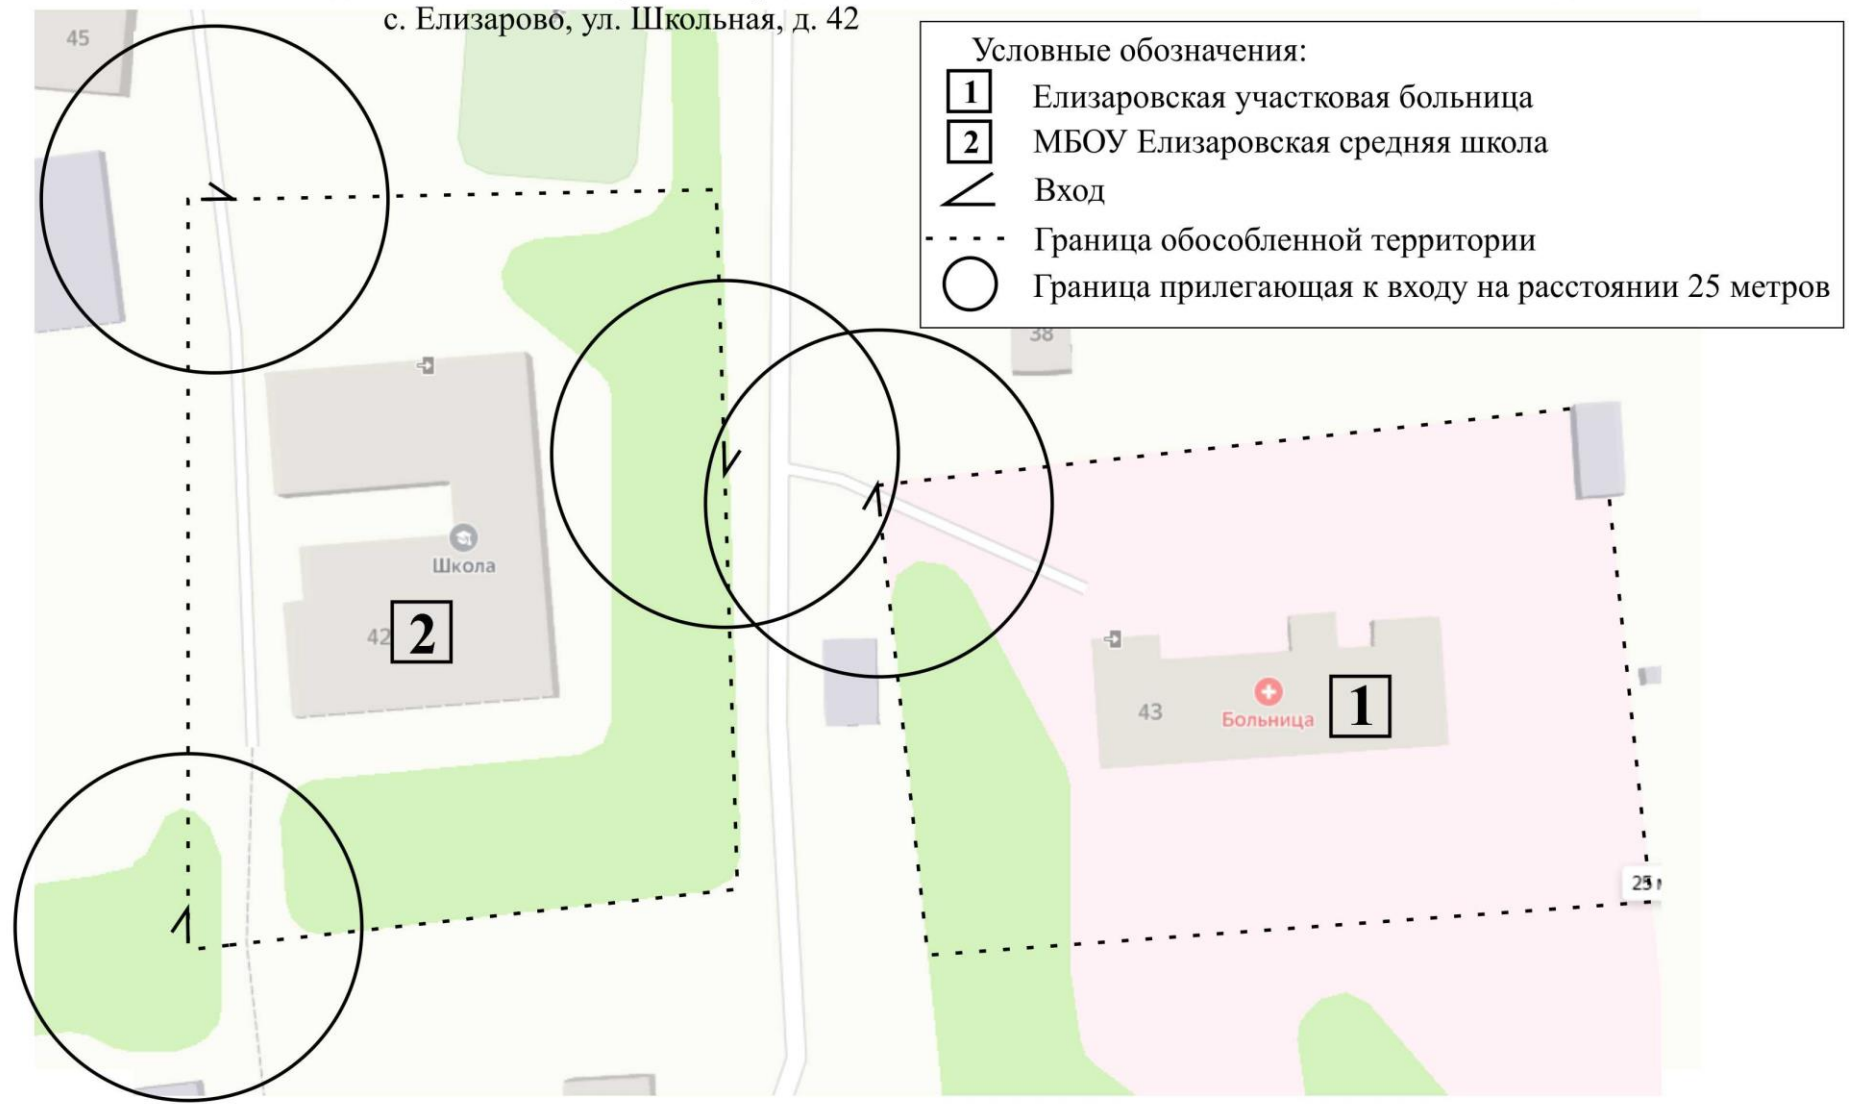 с. Елизарово, ул. Школьная, д. 42
Условные обозначения:
1 Елизаровская участковая больница
2 МБОУ Елизаровская средняя школа
Вход
Граница обособленной территории
Граница прилегающая к входу на расстоянии 25 метров
45
38
Школа
42 2
43
Больница
1